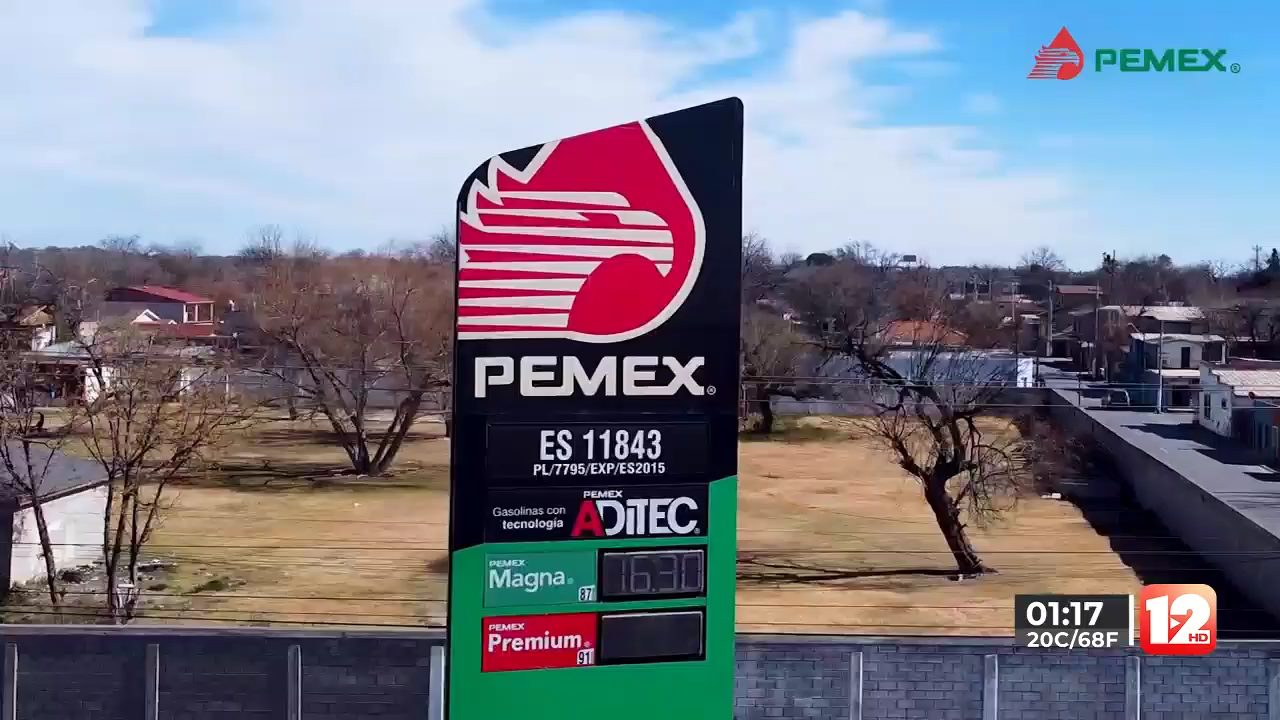 PEMEX®
PEMEX®
ES 11843
PL/7795/EXP/ES2015
Gasolinas con
tecnología
PEMEX
ADITEC®
PEMEX
Magna® 87
16.30
PEMEX
Premium® 91
01:17
20C/68F
12
HD